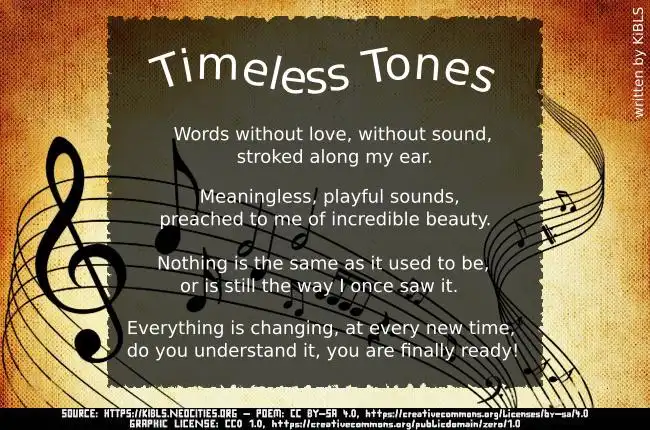 Timeless Tones
written by KiBLS
Words without love, without sound,
stroked along my ear.
Meaningless, playful sounds,
preached to me of incredible beauty.
Nothing is the same as it used to be,
or is still the way I once saw it.
Everything is changing, at every new time,
do you understand it, you are finally ready!
SOURCE: HTTPS://KIBLS.NEOCITIES.ORG – POEM: CC BY-SA 4.0, https://creativecommons.org/licenses/by-sa/4.0
GRAPHIC LICENSE: CC0 1.0, https://creativecommons.org/publicdomain/zero/1.0